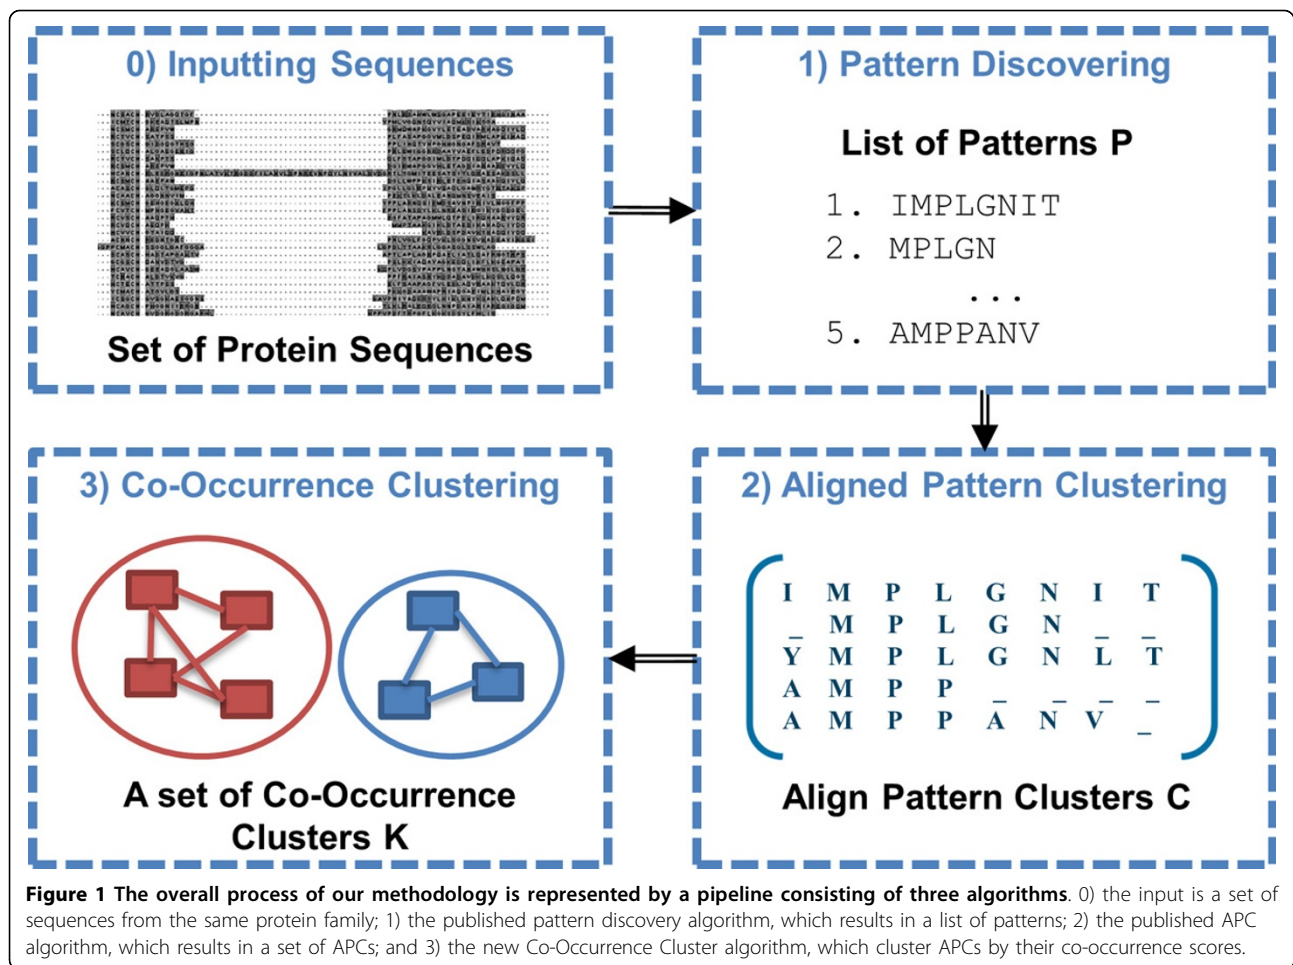 0) Inputting Sequences
Set of Protein Sequences
1) Pattern Discovering
List of Patterns P
1. IMPLGNIT
2. MPLGN
...
5. AMPPANV
3) Co-Occurrence Clustering
A set of Co-Occurrence
Clusters K
2) Aligned Pattern Clustering
I M P L G N I T
_ M P L G N _ _
Y M P L G N L T
A M P P _ _ _ _
A M P P A N V _
Align Pattern Clusters C
Figure 1 The overall process of our methodology is represented by a pipeline consisting of three algorithms. 0) the input is a set of
sequences from the same protein family; 1) the published pattern discovery algorithm, which results in a list of patterns; 2) the published APC
algorithm, which results in a set of APCs; and 3) the new Co-Occurrence Cluster algorithm, which cluster APCs by their co-occurrence scores.